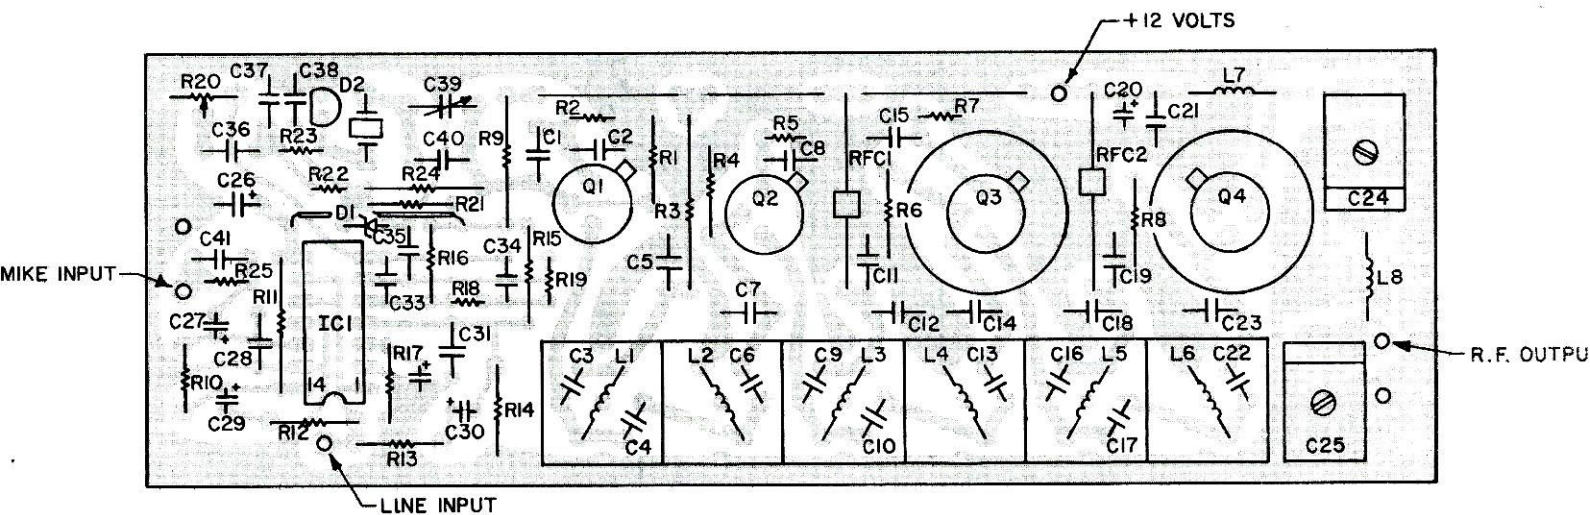 +12 VOLTS
R20 C37 C38 D2 C39 C20 L7
R2 C15 R7 C21
C36 R23 C40 R9 C1 C2 R1 R4 R5 C8 RFC1 RFC2
C26 R22 R24 Q1 Q2 Q3 Q4 C24
D1 R21 R3 R6 R8
C41 C35 R16 C34 R15
MIKE INPUT R25 R11 C33 R18 R19 C5 C11 C19 L8
C7
C27 C28 IC1 C31 C12 C14 C18 C23
R17 C3 L1 L2 C6 C9 L3 L4 C13 C16 L5 L6 C22 R.F. OUTPU
R10 14 1
C29 R14
R12 C30 C4 C10 C17 C25
R13
LINE INPUT